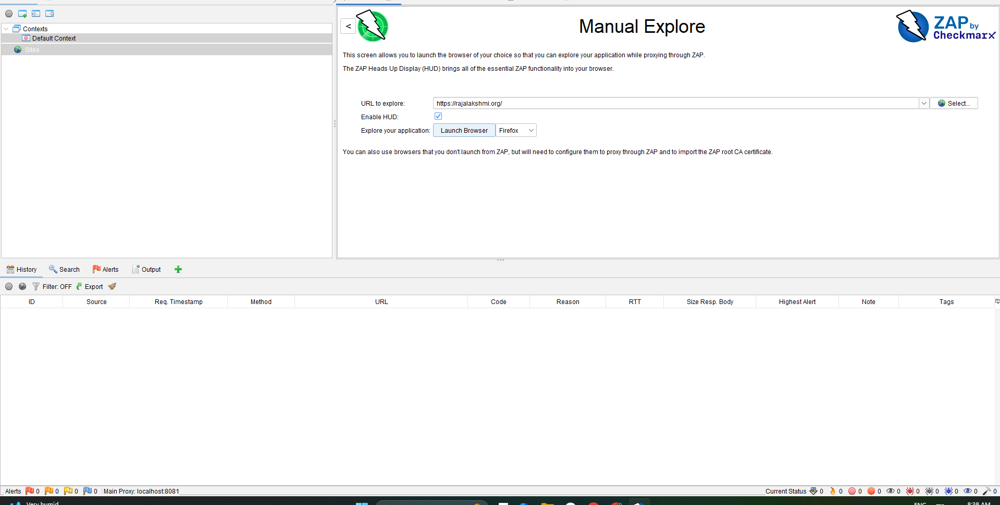 Contexts
Default Context
Sites
<
Manual Explore
ZAP by
Checkmarx
This screen allows you to launch the browser of your choice so that you can explore your application while proxying through ZAP.
The ZAP Heads Up Display (HUD) brings all of the essential ZAP functionality into your browser.
URL to explore: https://rajalakshmi.org/ Select...
Enable HUD:
Explore your application: Launch Browser Firefox
You can also use browsers that you don't launch from ZAP, but will need to configure them to proxy through ZAP and to import the ZAP root CA certificate.
History Search Alerts Output
Filter: OFF Export
ID Source Req. Timestamp Method URL Code Reason RTT Size Resp. Body Highest Alert Note Tags
Alerts 0 0 0 0 Main Proxy: localhost:8081 Current Status 0 0 0 0 0 0 0 0 0 0
Very humid ENG 8:38 AM